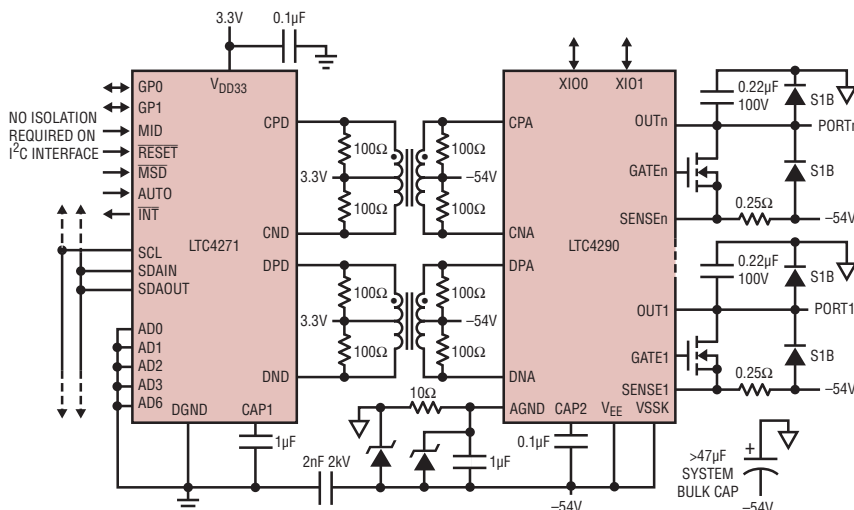 3.3V
0.1µF
VDD33
XIO0
XIO1
GP0
GP1
MID
RESET
MSD
AUTO
INT
SCL
SDAIN
SDAOUT
AD0
AD1
AD2
AD3
AD6
NO ISOLATION
REQUIRED ON
I2C INTERFACE
LTC4271
CPD
CND
DPD
DND
DGND
CAP1
100Ω
100Ω
3.3V
100Ω
100Ω
–54V
100Ω
100Ω
3.3V
100Ω
100Ω
–54V
CPA
CNA
DPA
DNA
LTC4290
AGND
CAP2
VEE
VSSK
OUTn
GATEn
SENSEn
OUT1
GATE1
SENSE1
0.22µF
100V
S1B
PORTn
S1B
0.25Ω
–54V
0.22µF
100V
S1B
PORT1
S1B
0.25Ω
–54V
10Ω
1µF
2nF 2kV
1µF
0.1µF
–54V
>47µF
SYSTEM
BULK CAP
+
–54V